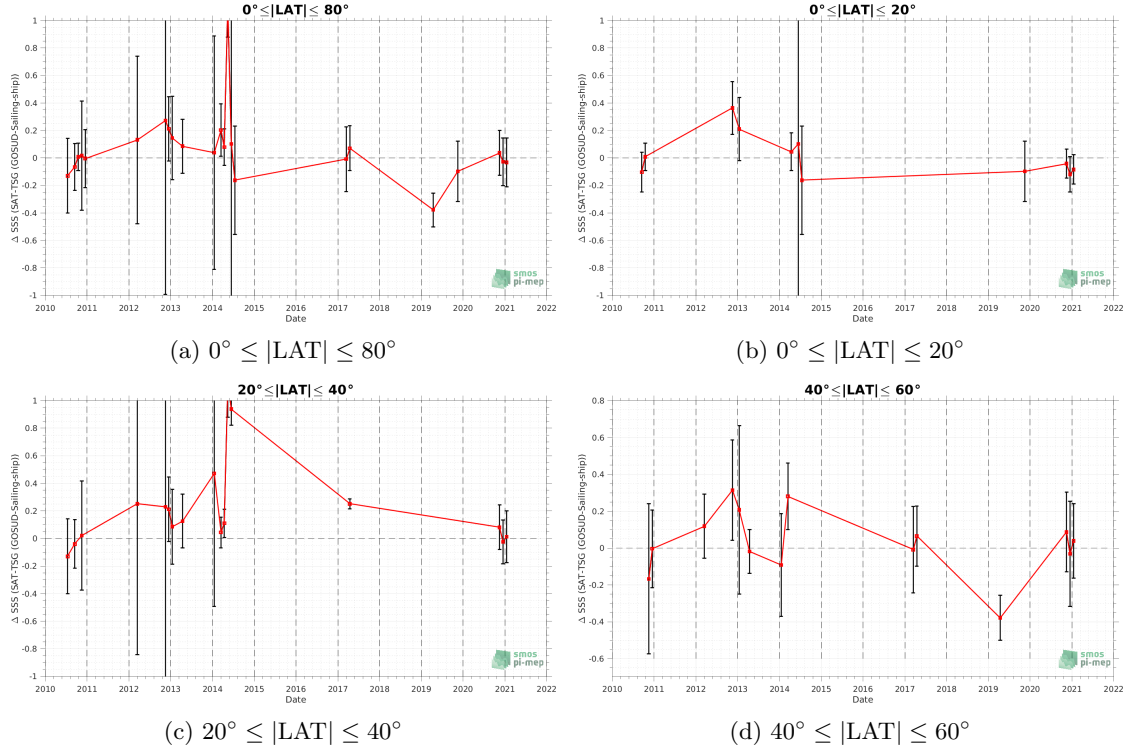 0°≤|LAT|≤ 80°
Δ SSS (SAT-TSG (GOSUD-Sailing-ship))
1
0.8
0.6
0.4
0.2
0
-0.2
-0.4
-0.6
-0.8
-1
2010 2011 2012 2013 2014 2015 2016 2017 2018 2019 2020 2021 2022
Date
smos
pi-mep
(a) 0° ≤ |LAT| ≤ 80°
0°≤|LAT|≤ 20°
Δ SSS (SAT-TSG (GOSUD-Sailing-ship))
1
0.8
0.6
0.4
0.2
0
-0.2
-0.4
-0.6
-0.8
-1
2010 2011 2012 2013 2014 2015 2016 2017 2018 2019 2020 2021 2022
Date
smos
pi-mep
(b) 0° ≤ |LAT| ≤ 20°
20°≤|LAT|≤ 40°
Δ SSS (SAT-TSG (GOSUD-Sailing-ship))
1
0.8
0.6
0.4
0.2
0
-0.2
-0.4
-0.6
-0.8
-1
2010 2011 2012 2013 2014 2015 2016 2017 2018 2019 2020 2021 2022
Date
smos
pi-mep
(c) 20° ≤ |LAT| ≤ 40°
40°≤|LAT|≤ 60°
Δ SSS (SAT-TSG (GOSUD-Sailing-ship))
0.8
0.6
0.4
0.2
0
-0.2
-0.4
-0.6
2010 2011 2012 2013 2014 2015 2016 2017 2018 2019 2020 2021 2022
Date
smos
pi-mep
(d) 40° ≤ |LAT| ≤ 60°